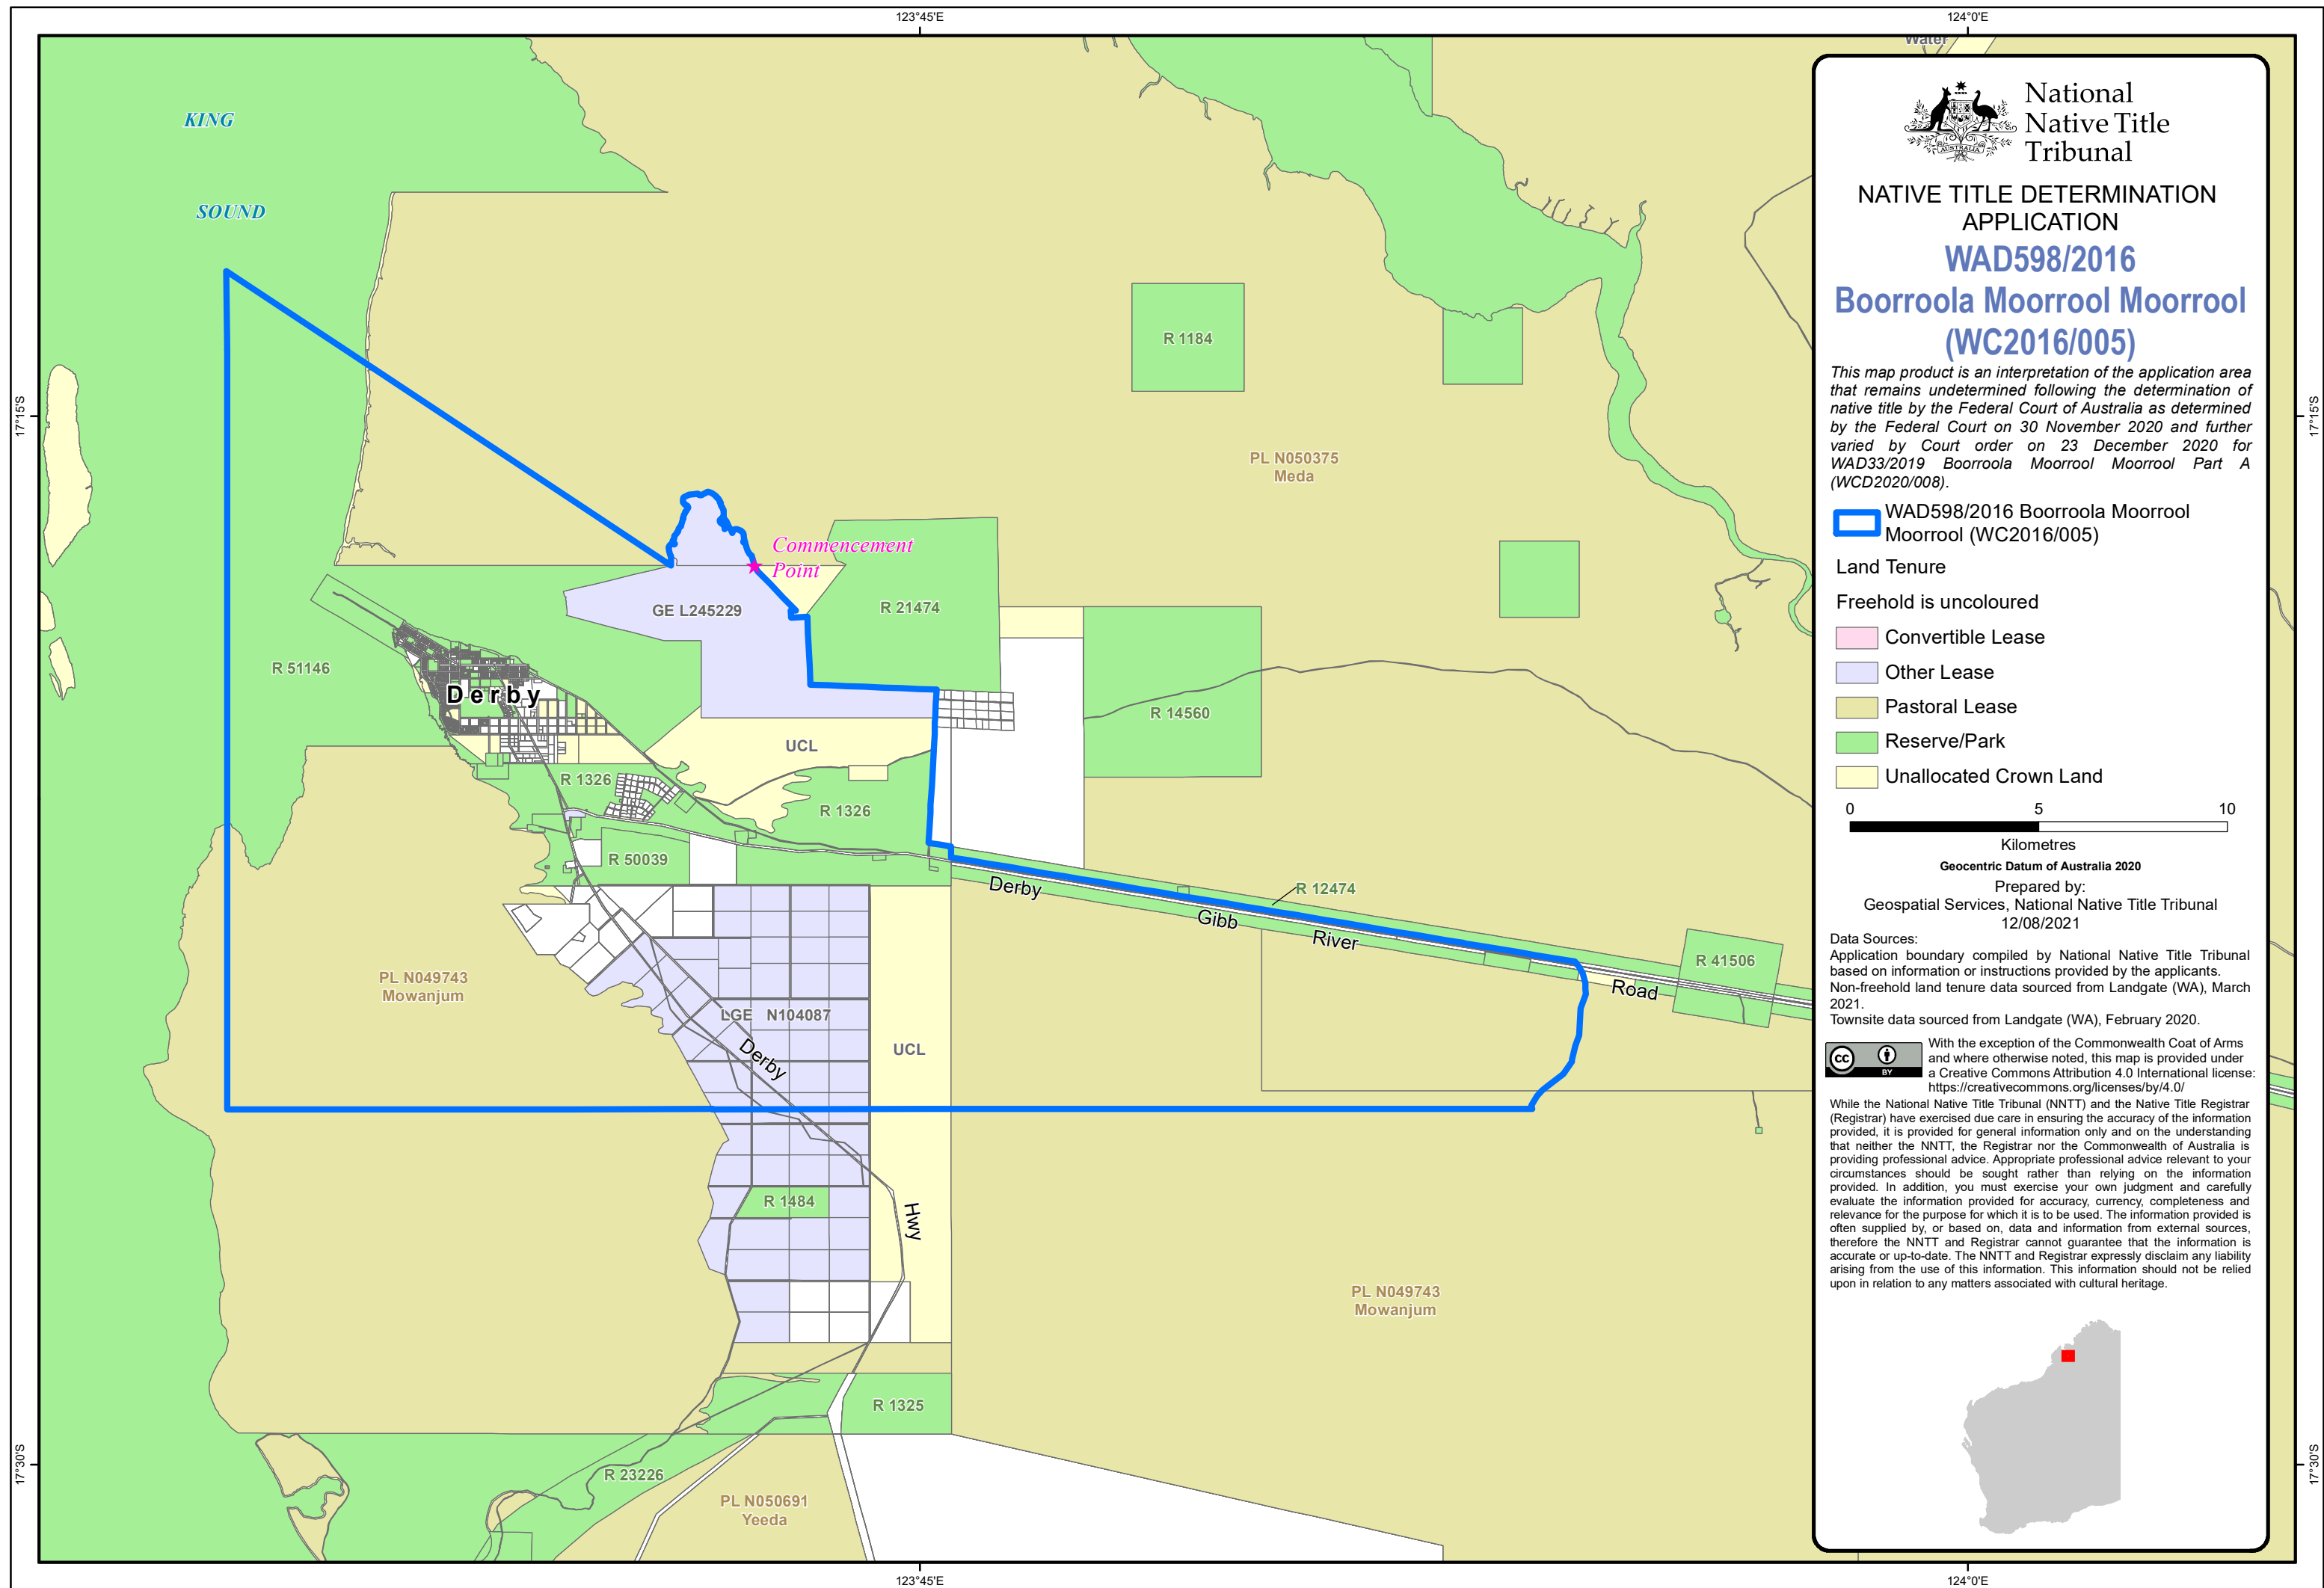 123°45'E
124°0'E
KING
SOUND
17°15'S
17°15'S
R 1184
PL N050375
Meda
Commencement
Point
GE L245229
R 21474
R 51146
Derby
R 14560
UCL
R 1326
R 1326
R 50039
Derby
Gibb
River
Road
R 12474
R 41506
PL N049743
Mowanjum
LGE N104087
Derby
UCL
R 1484
Hwy
PL N049743
Mowanjum
R 1325
R 23226
PL N050691
Yeeda
17°30'S
17°30'S
123°45'E
124°0'E
Water
National
Native Title
Tribunal
AUSTRALIA
NATIVE TITLE DETERMINATION
APPLICATION
WAD598/2016
Boorroola Moorrool Moorrool
(WC2016/005)
This map product is an interpretation of the application area
that remains undetermined following the determination of
native title by the Federal Court of Australia as determined
by the Federal Court on 30 November 2020 and further
varied by Court order on 23 December 2020 for
WAD33/2019 Boorroola Moorrool Moorrool Part A
(WCD2020/008).
WAD598/2016 Boorroola Moorrool
Moorrool (WC2016/005)
Land Tenure
Freehold is uncoloured
Convertible Lease
Other Lease
Pastoral Lease
Reserve/Park
Unallocated Crown Land
0 5 10
Kilometres
Geocentric Datum of Australia 2020
Prepared by:
Geospatial Services, National Native Title Tribunal
12/08/2021
Data Sources:
Application boundary compiled by National Native Title Tribunal
based on information or instructions provided by the applicants.
Non-freehold land tenure data sourced from Landgate (WA), March
2021.
Townsite data sourced from Landgate (WA), February 2020.
cc
BY
With the exception of the Commonwealth Coat of Arms
and where otherwise noted, this map is provided under
a Creative Commons Attribution 4.0 International license:
https://creativecommons.org/licenses/by/4.0/
While the National Native Title Tribunal (NNTT) and the Native Title Registrar
(Registrar) have exercised due care in ensuring the accuracy of the information
provided, it is provided for general information only and on the understanding
that neither the NNTT, the Registrar nor the Commonwealth of Australia is
providing professional advice. Appropriate professional advice relevant to your
circumstances should be sought rather than relying on the information
provided. In addition, you must exercise your own judgment and carefully
evaluate the information provided for accuracy, currency, completeness and
relevance for the purpose for which it is to be used. The information provided is
often supplied by, or based on, data and information from external sources,
therefore the NNTT and Registrar cannot guarantee that the information is
accurate or up-to-date. The NNTT and Registrar expressly disclaim any liability
arising from the use of this information. This information should not be relied
upon in relation to any matters associated with cultural heritage.